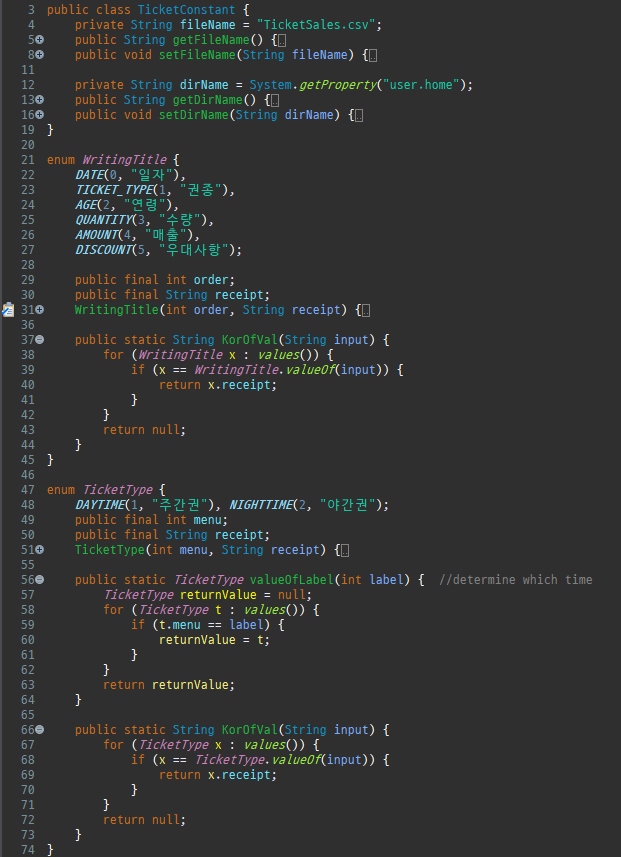 3 public class TicketConstant {
4     private String fileName = "TicketSales.csv";
5     public String getFileName() {
8     public void setFileName(String fileName) {
11
12     private String dirName = System.getProperty("user.home");
13     public String getDirName() {
16     public void setDirName(String dirName) {
19 }
20
21 enum WritingTitle {
22     DATE(0, "일자"),
23     TICKET_TYPE(1, "권종"),
24     AGE(2, "연령"),
25     QUANTITY(3, "수량"),
26     AMOUNT(4, "매출"),
27     DISCOUNT(5, "우대사항");
28
29     public final int order;
30     public final String receipt;
31     WritingTitle(int order, String receipt) {
36
37     public static String KorOfVal(String input) {
38         for (WritingTitle x : values()) {
39             if (x == WritingTitle.valueOf(input)) {
40                 return x.receipt;
41             }
42         }
43         return null;
44     }
45 }
46
47 enum TicketType {
48     DAYTIME(1, "주간권"), NIGHTTIME(2, "야간권");
49     public final int menu;
50     public final String receipt;
51     TicketType(int menu, String receipt) {
55
56     public static TicketType valueOfLabel(int label) {  //determine which time
57         TicketType returnValue = null;
58         for (TicketType t : values()) {
59             if (t.menu == label) {
60                 returnValue = t;
61             }
62         }
63         return returnValue;
64     }
65
66     public static String KorOfVal(String input) {
67         for (TicketType x : values()) {
68             if (x == TicketType.valueOf(input)) {
69                 return x.receipt;
70             }
71         }
72         return null;
73     }
74 }